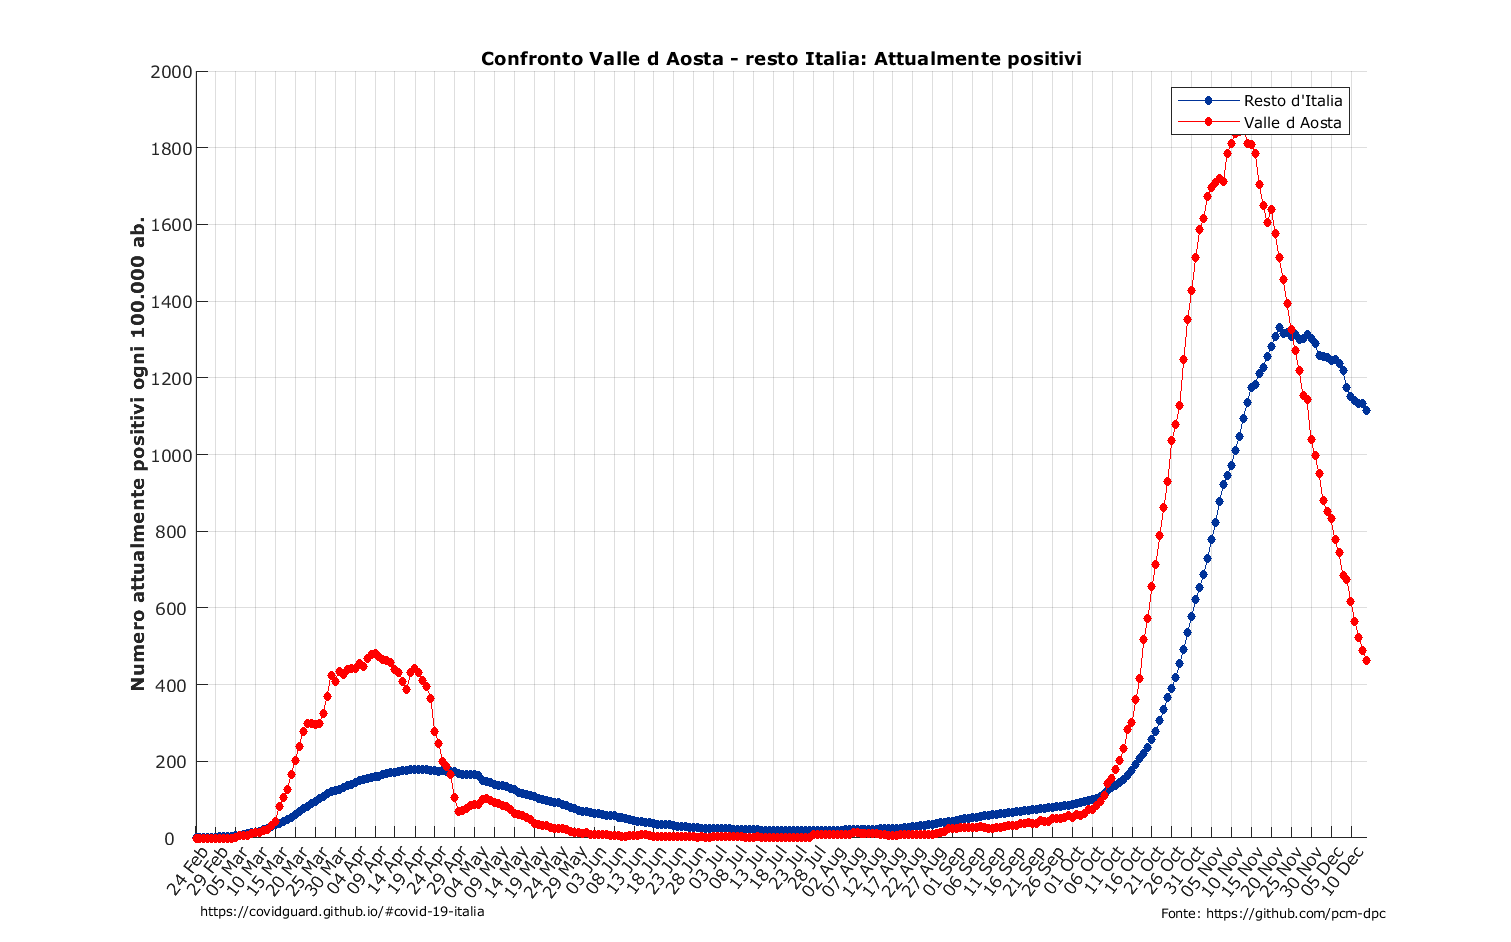 Confronto Valle d Aosta - resto Italia: Attualmente positivi
Numero attualmente positivi ogni 100.000 ab.
2000
1800
1600
1400
1200
1000
800
600
400
200
0
Resto d'Italia
Valle d Aosta
24 Feb
29 Feb
05 Mar
10 Mar
15 Mar
20 Mar
25 Mar
30 Mar
04 Apr
09 Apr
14 Apr
19 Apr
24 Apr
29 Apr
04 May
09 May
14 May
19 May
24 May
29 May
03 Jun
08 Jun
13 Jun
18 Jun
23 Jun
28 Jun
03 Jul
08 Jul
13 Jul
18 Jul
23 Jul
28 Jul
02 Aug
07 Aug
12 Aug
17 Aug
22 Aug
27 Aug
01 Sep
06 Sep
11 Sep
16 Sep
21 Sep
26 Sep
01 Oct
06 Oct
11 Oct
16 Oct
21 Oct
26 Oct
31 Oct
05 Nov
10 Nov
15 Nov
20 Nov
25 Nov
30 Nov
05 Dec
10 Dec
https://covidguard.github.io/#covid-19-italia
Fonte: https://github.com/pcm-dpc